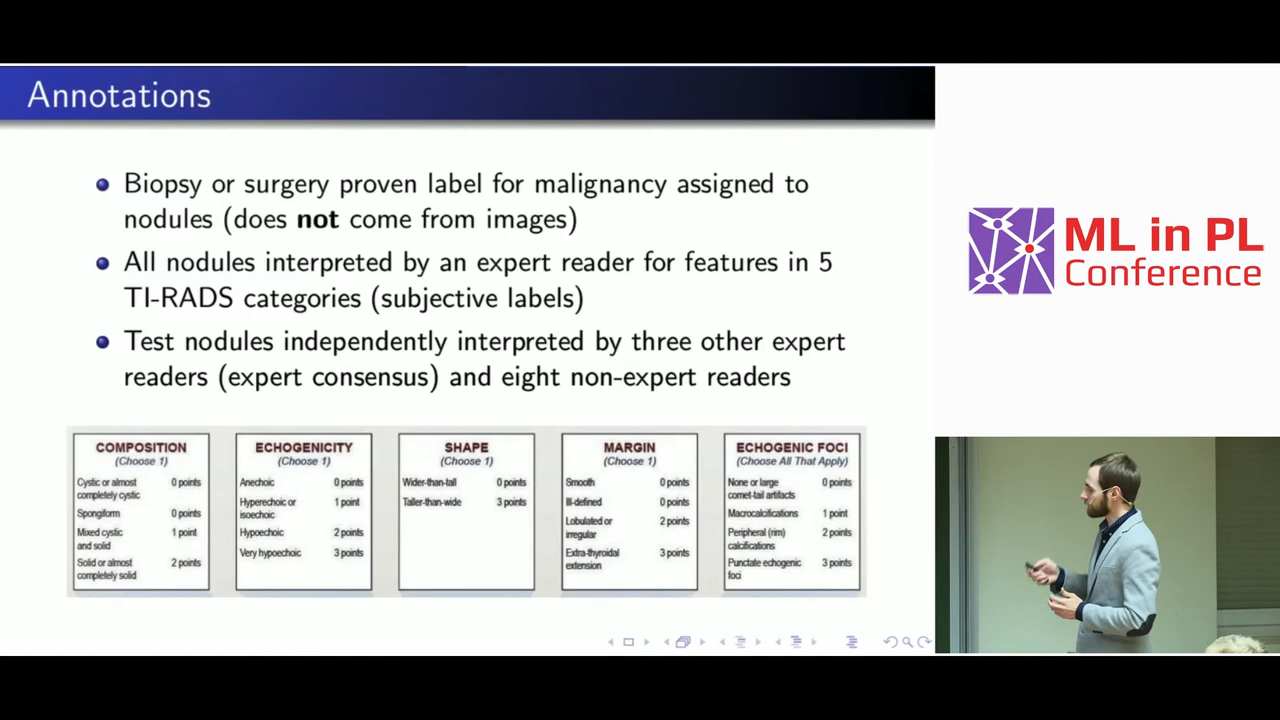 Annotations
Biopsy or surgery proven label for malignancy assigned to
nodules (does not come from images)
All nodules interpreted by an expert reader for features in 5
TI-RADS categories (subjective labels)
Test nodules independently interpreted by three other expert
readers (expert consensus) and eight non-expert readers
COMPOSITION
(Choose 1)
Cystic or almost 0 points
completely cystic
Spongiform 0 points
Mixed cystic 1 point
and solid
Solid or almost 2 points
completely solid
ECHOGENICITY
(Choose 1)
Anechoic 0 points
Hyperechoic or 1 point
isoechoic
Hypoechoic 2 points
Very hypoechoic 3 points
SHAPE
(Choose 1)
Wider-than-tall 0 points
Taller-than-wide 3 points
MARGIN
(Choose 1)
Smooth 0 points
Ill-defined 0 points
Lobulated or 2 points
irregular
Extra-thyroidal 3 points
extension
ECHOGENIC FOCI
(Choose All That Apply)
None or large 0 points
comet-tail artifacts
Macrocalcifications 1 point
Peripheral (rim) 2 points
calcifications
Punctate echogenic 3 points
foci
ML in PL
Conference